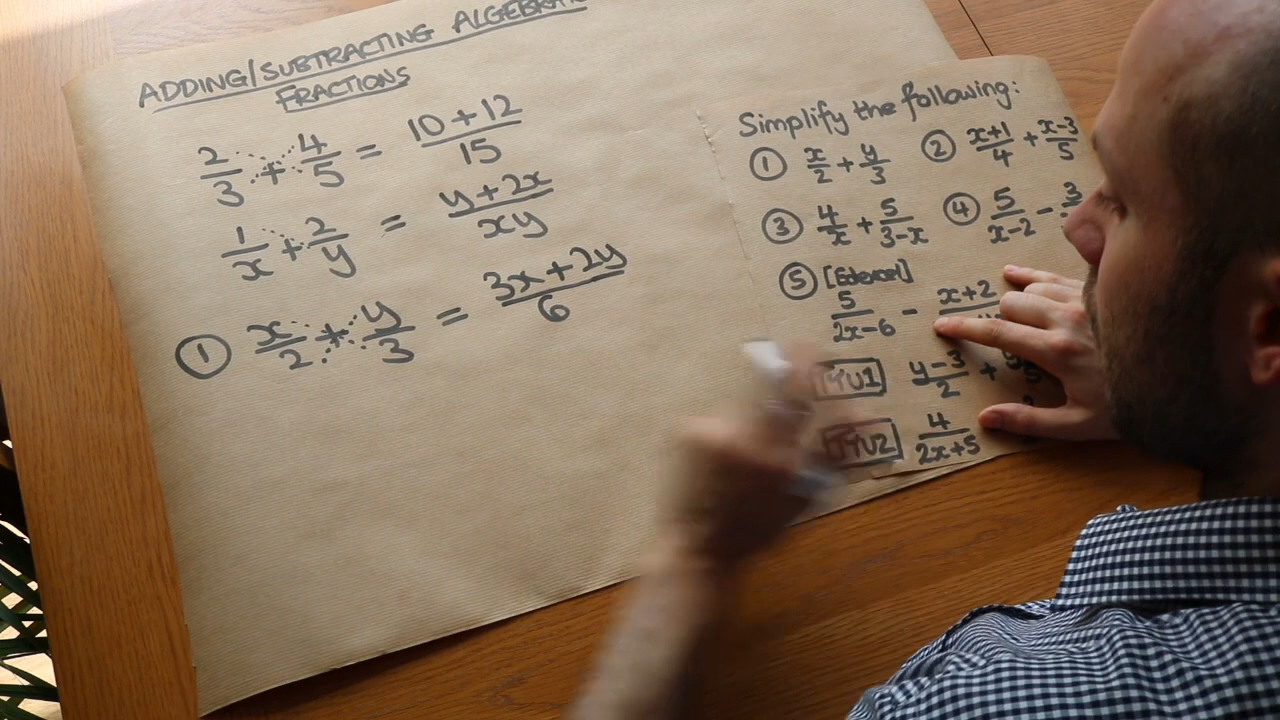 ADDING/SUBTRACTING ALGEBRAIC
FRACTIONS
2/3 + 4/5 = (10 + 12)/15
1/x + 2/y = (y + 2x)/xy
① x/2 + y/3 = (3x + 2y)/6
Simplify the following:
① x/2 + y/3
② (x+1)/4 + (x-3)/5
③ 4/x + 5/(3-x)
④ 5/(x-2) - 3/
⑤ [Edexcel]
5/(2x-6) - (x+2)/
TYU1 (y-3)/2 +
TYU2 4/(2x+5)